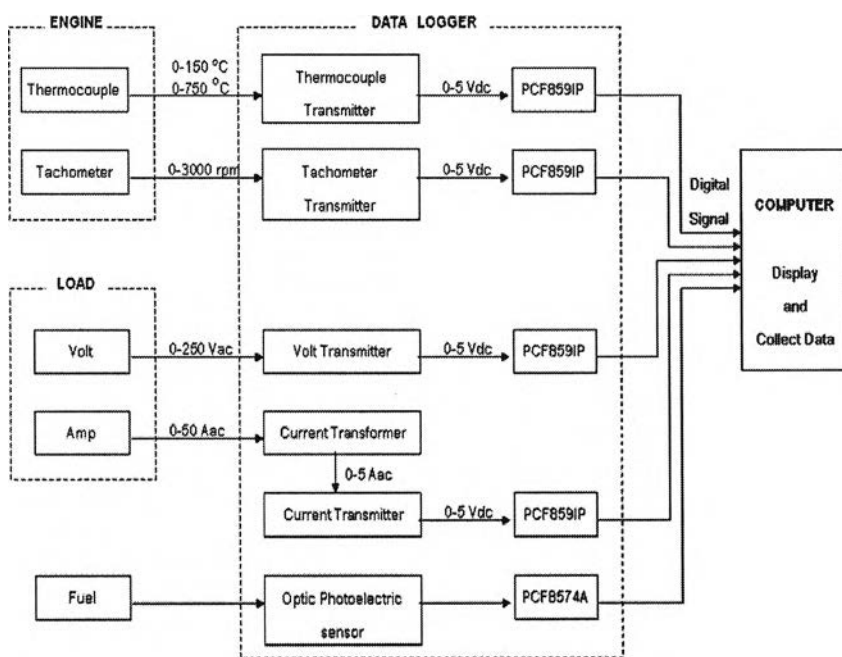 ENGINE
DATA LOGGER
0-150 °C
0-750 °C
Thermocouple
Thermocouple
Transmitter
0-5 Vdc
PCF859IP
Tachometer
0-3000 rpm
Tachometer
Transmitter
0-5 Vdc
PCF859IP
Digital
Signal
COMPUTER
Display
and
Collect Data
LOAD
Volt
0-250 Vac
Volt Transmitter
0-5 Vdc
PCF859IP
Amp
0-50 Aac
Current Transformer
0-5 Aac
Current Transmitter
0-5 Vdc
PCF859IP
Fuel
Optic Photoelectric
sensor
PCF8574A